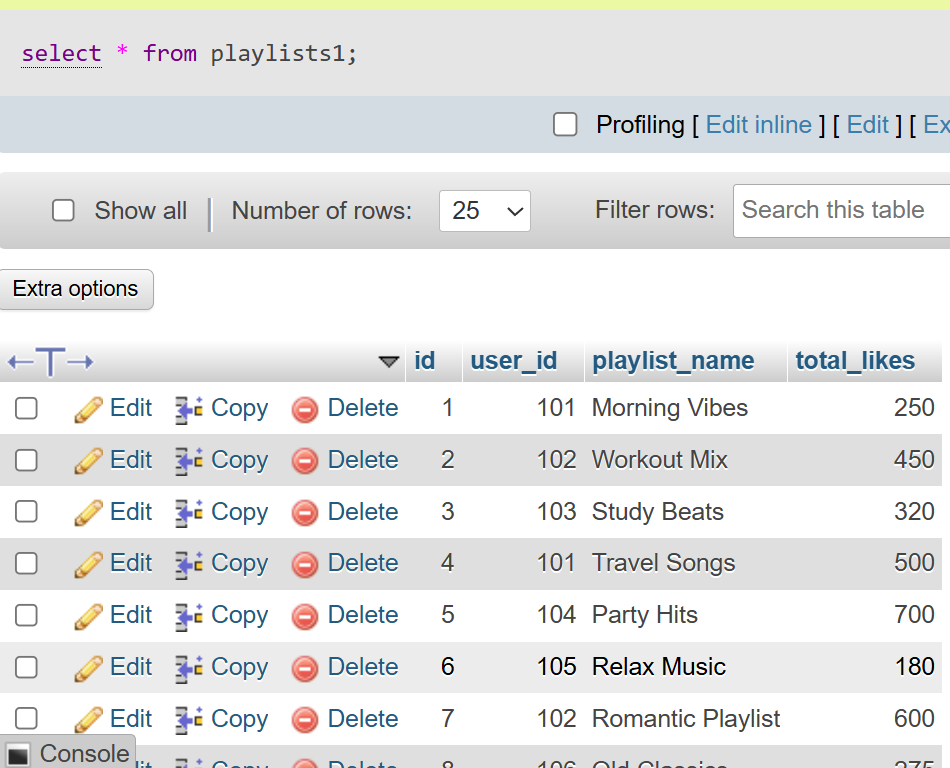 select * from playlists1;
Profiling [ Edit inline ] [ Edit ] [ Ex
Show all Number of rows: 25 Filter rows: Search this table
Extra options
id user_id playlist_name total_likes
Edit Copy Delete 1 101 Morning Vibes 250
Edit Copy Delete 2 102 Workout Mix 450
Edit Copy Delete 3 103 Study Beats 320
Edit Copy Delete 4 101 Travel Songs 500
Edit Copy Delete 5 104 Party Hits 700
Edit Copy Delete 6 105 Relax Music 180
Edit Copy Delete 7 102 Romantic Playlist 600
Console